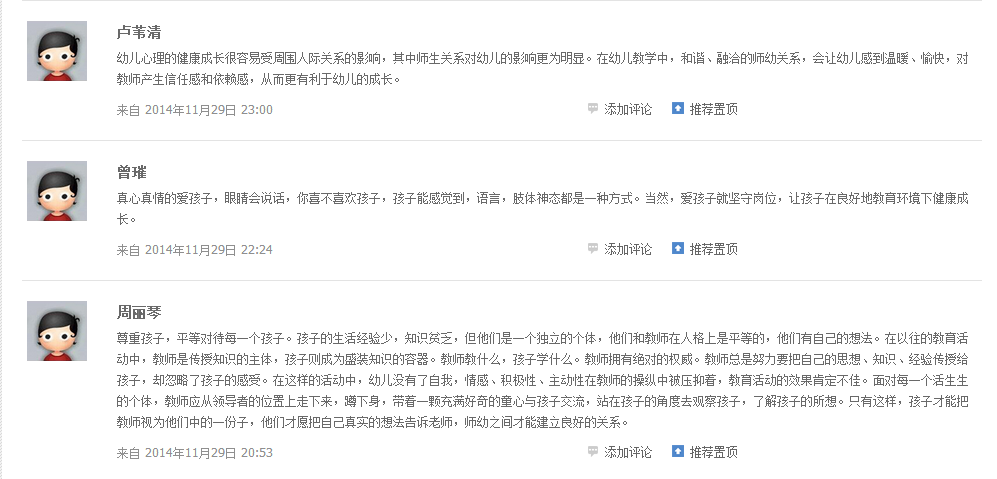 卢苇清
幼儿心理的健康成长很容易受周围人际关系的影响，其中师生关系对幼儿的影响更为明显。在幼儿教学中，和谐、融洽的师幼关系，会让幼儿感到温暖、愉快，对
教师产生信任感和依赖感，从而更有利于幼儿的成长。
来自 2014年11月29日 23:00 添加评论 推荐置顶
曾璀
真心真情的爱孩子，眼睛会说话，你喜不喜欢孩子，孩子能感觉到，语言，肢体神态都是一种方式。当然，爱孩子就坚守岗位，让孩子在良好地教育环境下健康成
长。
来自 2014年11月29日 22:24 添加评论 推荐置顶
周丽琴
尊重孩子，平等对待每一个孩子。孩子的生活经验少，知识贫乏，但他们是一个独立的个体，他们和教师在人格上是平等的，他们有自己的想法。在以往的教育活
动中，教师是传授知识的主体，孩子则成为盛装知识的容器。教师教什么，孩子学什么。教师拥有绝对的权威。教师总是努力要把自己的思想、知识、经验传授给
孩子，却忽略了孩子的感受。在这样的活动中，幼儿没有了自我，情感、积极性、主动性在教师的操纵中被压抑着，教育活动的效果肯定不佳。面对每一个活生生
的个体，教师应从领导者的位置上走下来，蹲下身，带着一颗充满好奇的童心与孩子交流，站在孩子的角度去观察孩子，了解孩子的所想。只有这样，孩子才能把
教师视为他们中的一份子，他们才愿把自己真实的想法告诉老师，师幼之间才能建立良好的关系。
来自 2014年11月29日 20:53 添加评论 推荐置顶